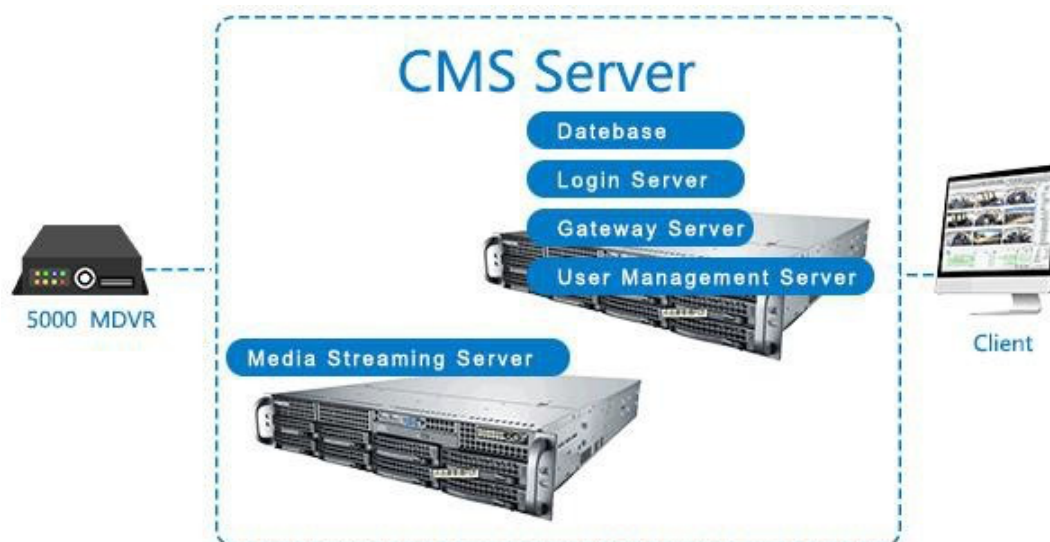 CMS Server
Datebase
Login Server
Gateway Server
User Management Server
5000 MDVR
Client
Media Streaming Server